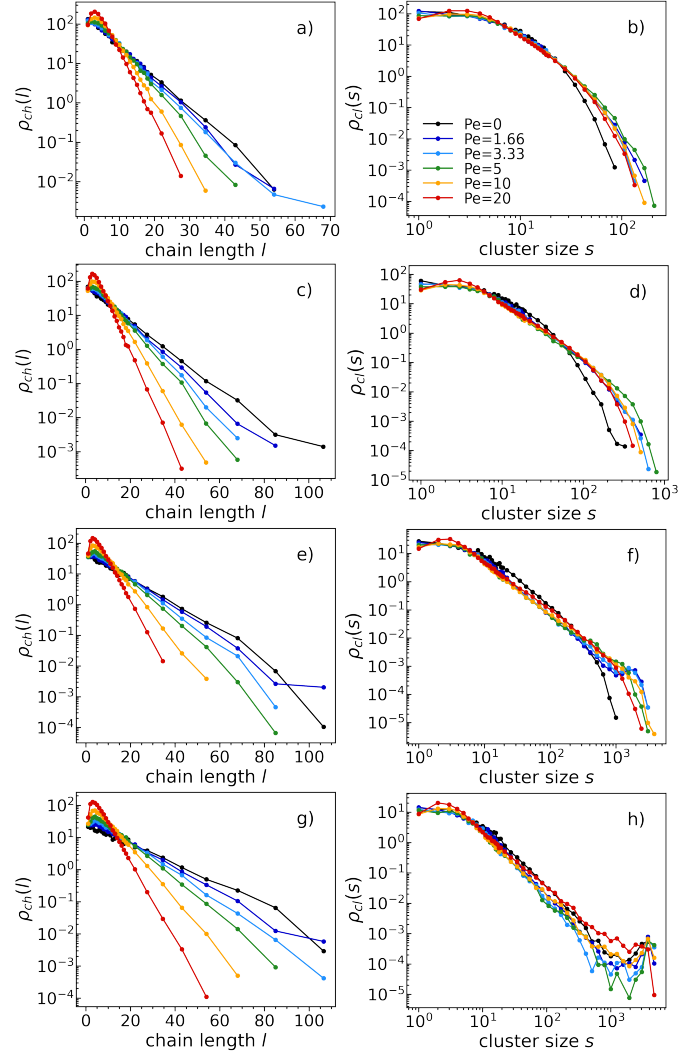 a)
10²
10¹
10⁰
10⁻¹
10⁻²
ρ_ch(l)
0 10 20 30 40 50 60 70
chain length l
b)
10²
10¹
10⁰
10⁻¹
10⁻²
10⁻³
10⁻⁴
ρ_cl(s)
Pe=0
Pe=1.66
Pe=3.33
Pe=5
Pe=10
Pe=20
10⁰ 10¹ 10²
cluster size s
c)
10²
10¹
10⁰
10⁻¹
10⁻²
10⁻³
ρ_ch(l)
0 20 40 60 80 100
chain length l
d)
10²
10¹
10⁰
10⁻¹
10⁻²
10⁻³
10⁻⁴
10⁻⁵
ρ_cl(s)
10⁰ 10¹ 10² 10³
cluster size s
e)
10²
10¹
10⁰
10⁻¹
10⁻²
10⁻³
10⁻⁴
ρ_ch(l)
0 20 40 60 80 100
chain length l
f)
10¹
10⁰
10⁻¹
10⁻²
10⁻³
10⁻⁴
10⁻⁵
ρ_cl(s)
10⁰ 10¹ 10² 10³
cluster size s
g)
10²
10¹
10⁰
10⁻¹
10⁻²
10⁻³
10⁻⁴
ρ_ch(l)
0 20 40 60 80 100
chain length l
h)
10¹
10⁰
10⁻¹
10⁻²
10⁻³
10⁻⁴
10⁻⁵
ρ_cl(s)
10⁰ 10¹ 10² 10³
cluster size s